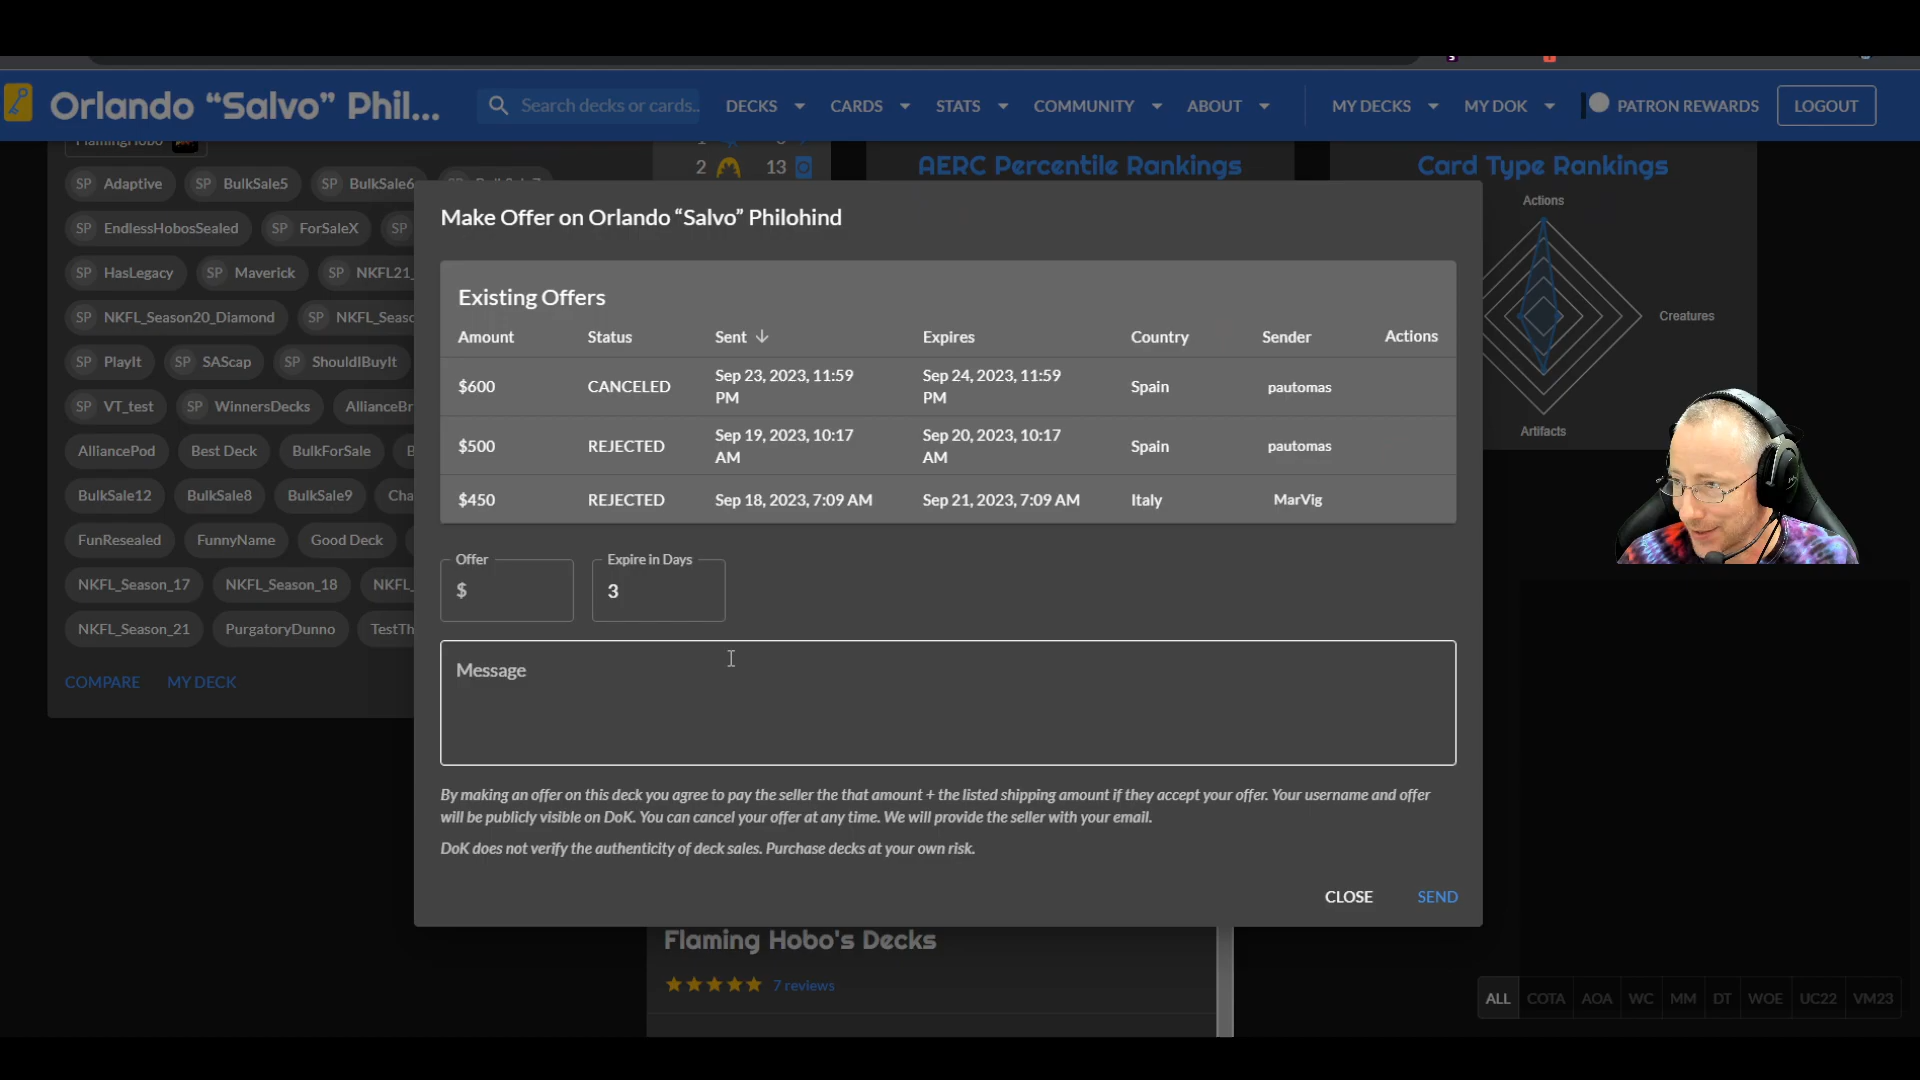 Orlando “Salvo” Phil...
Search decks or cards..
DECKS
CARDS
STATS
COMMUNITY
ABOUT
MY DECKS
MY DOK
PATRON REWARDS
LOGOUT
FlamingHobo
SP Adaptive
SP BulkSale5
SP BulkSale6
SP EndlessHobosSealed
SP ForSaleX
SP
SP HasLegacy
SP Maverick
SP NKFL21_
SP NKFL_Season20_Diamond
SP NKFL_Seaso
SP PlayIt
SP SAScap
SP ShouldIBuyIt
SP VT_test
SP WinnersDecks
AllianceBr
AlliancePod
Best Deck
BulkForSale
B
BulkSale12
BulkSale8
BulkSale9
Cha
FunResealed
FunnyName
Good Deck
NKFL_Season_17
NKFL_Season_18
NKFL_
NKFL_Season_21
PurgatoryDunno
TestTh
COMPARE
MY DECK
2
13
AERC Percentile Rankings
Card Type Rankings
Actions
Creatures
Artifacts
Make Offer on Orlando “Salvo” Philohind
Existing Offers
Amount Status Sent Expires Country Sender Actions
$600 CANCELED Sep 23, 2023, 11:59 PM Sep 24, 2023, 11:59 PM Spain pautomas
$500 REJECTED Sep 19, 2023, 10:17 AM Sep 20, 2023, 10:17 AM Spain pautomas
$450 REJECTED Sep 18, 2023, 7:09 AM Sep 21, 2023, 7:09 AM Italy MarVig
Offer
$
Expire in Days
3
Message
By making an offer on this deck you agree to pay the seller the that amount + the listed shipping amount if they accept your offer. Your username and offer
will be publicly visible on DoK. You can cancel your offer at any time. We will provide the seller with your email.
DoK does not verify the authenticity of deck sales. Purchase decks at your own risk.
CLOSE
SEND
Flaming Hobo's Decks
7 reviews
ALL COTA AOA WC MM DT WOE UC22 VM23